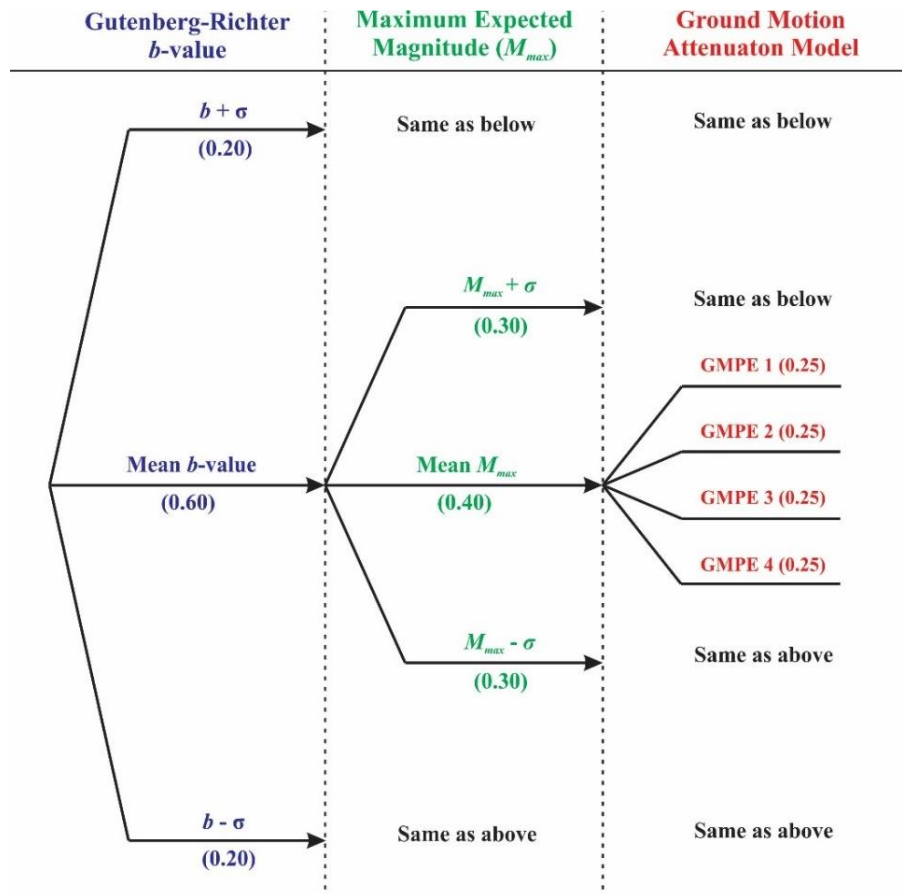 Gutenberg-Richter
b-value
Maximum Expected
Magnitude (Mmax)
Ground Motion
Attenuaton Model
b + σ
(0.20)
Same as below
Same as below
Mmax + σ
(0.30)
Same as below
GMPE 1 (0.25)
GMPE 2 (0.25)
Mean b-value
(0.60)
Mean Mmax
(0.40)
GMPE 3 (0.25)
GMPE 4 (0.25)
Mmax - σ
(0.30)
Same as above
b - σ
(0.20)
Same as above
Same as above